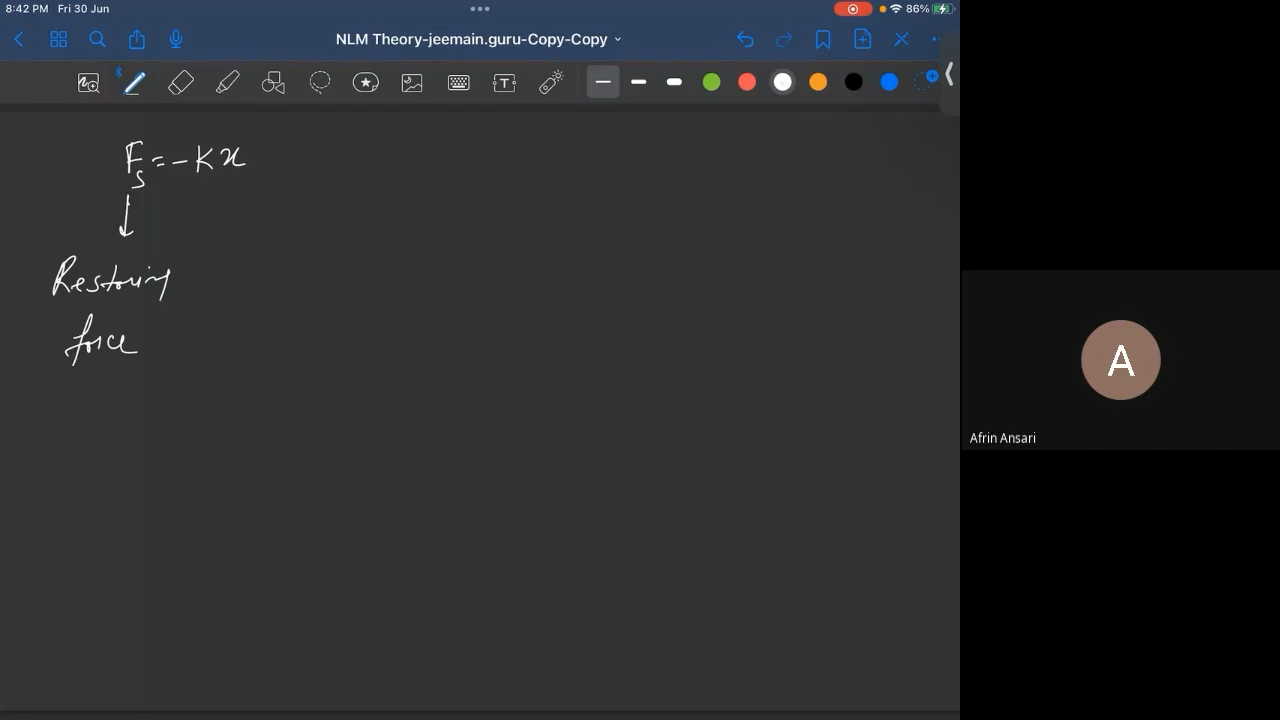 8:42 PM Fri 30 Jun
86%
NLM Theory-jeemain.guru-Copy-Copy
T
Fs = -Kx
Restoring
force
A
Afrin Ansari